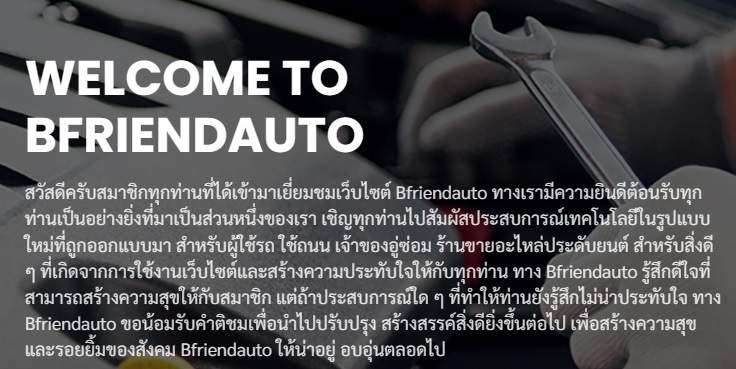 WELCOME TO
BFRIENDAUTO
สวัสดีครับสมาชิกทุกท่านที่ได้เข้ามาเยี่ยมชมเว็บไซต์ Bfriendauto ทางเรามีความยินดีต้อนรับทุก
ท่านเป็นอย่างยิ่งที่มาเป็นส่วนหนึ่งของเรา เชิญทุกท่านไปสัมผัสประสบการณ์เทคโนโลยีในรูปแบบ
ใหม่ที่ถูกออกแบบมา สำหรับผู้ใช้รถ ใช้ถนน เจ้าของอู่ซ่อม ร้านขายอะไหล่ประดับยนต์ สำหรับสิ่งดี
ๆ ที่เกิดจากการใช้งานเว็บไซต์และสร้างความประทับใจให้กับทุกท่าน ทาง Bfriendauto รู้สึกดีใจที่
สามารถสร้างความสุขให้กับสมาชิก แต่ถ้าประสบการณ์ใด ๆ ที่ทำให้ท่านยังรู้สึกไม่น่าประทับใจ ทาง
Bfriendauto ขอน้อมรับคำติชมเพื่อนำไปปรับปรุง สร้างสรรค์สิ่งดียิ่งขึ้นต่อไป เพื่อสร้างความสุข
และรอยยิ้มของสังคม Bfriendauto ให้น่าอยู่ อบอุ่นตลอดไป